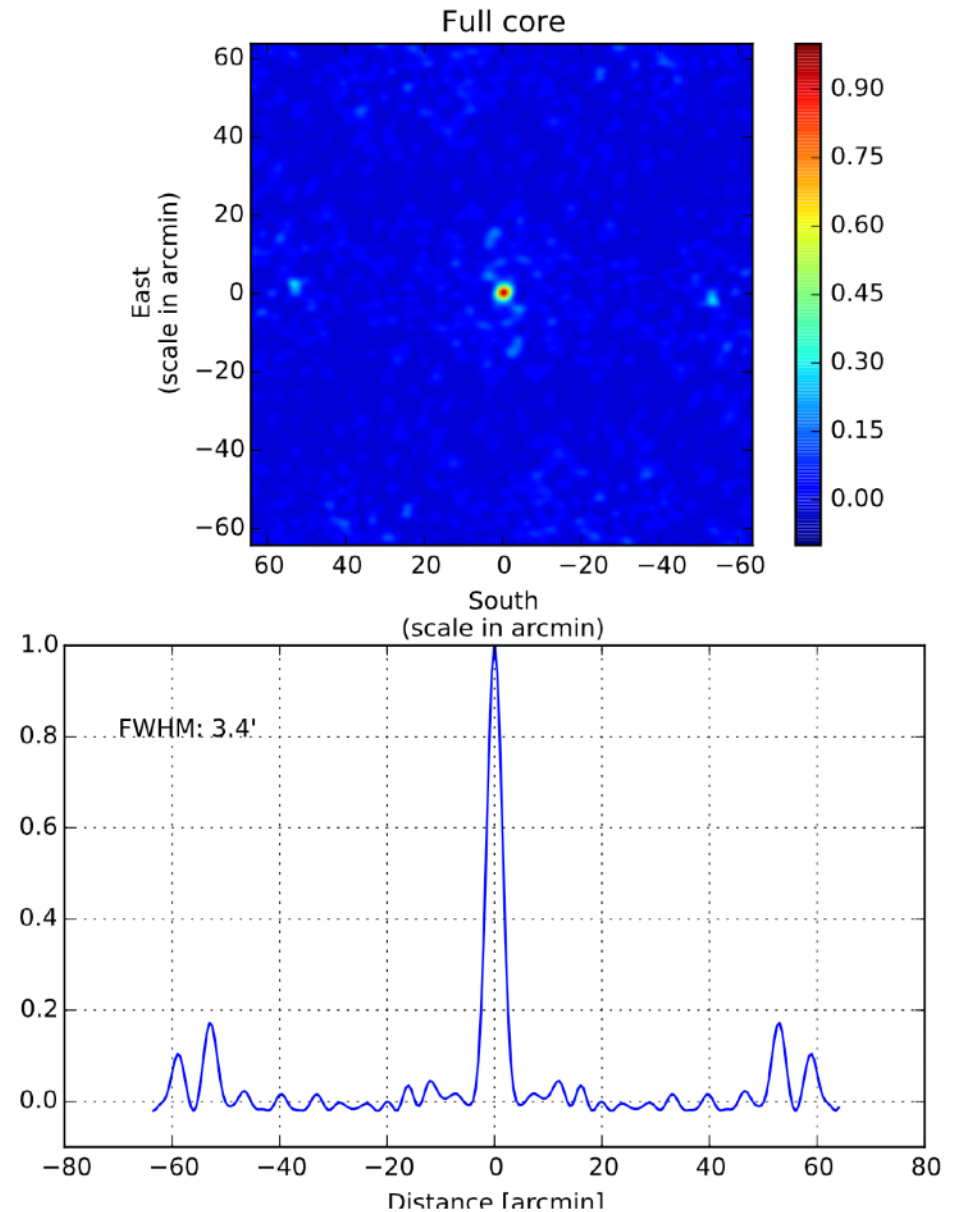 Full core
60
40
20
0
−20
−40
−60
East
(scale in arcmin)
0.90
0.75
0.60
0.45
0.30
0.15
0.00
60 40 20 0 −20 −40 −60
South
(scale in arcmin)
1.0
FWHM: 3.4'
0.8
0.6
0.4
0.2
0.0
−80 −60 −40 −20 0 20 40 60 80
Distance [arcmin]